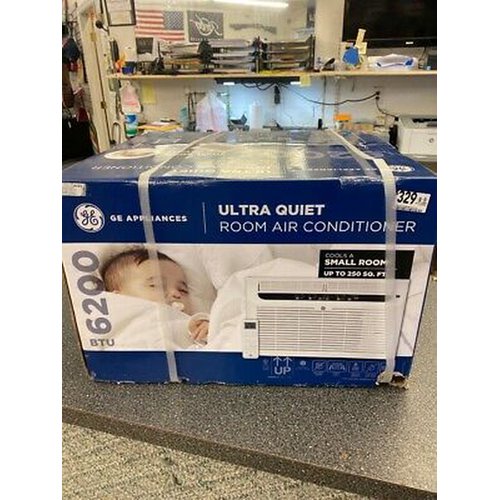 GE APPLIANCES
ULTRA QUIET
ROOM AIR CONDITIONER
329
COOLS A
SMALL ROOM
UP TO 250 SQ. FT.
6200
BTU
UP